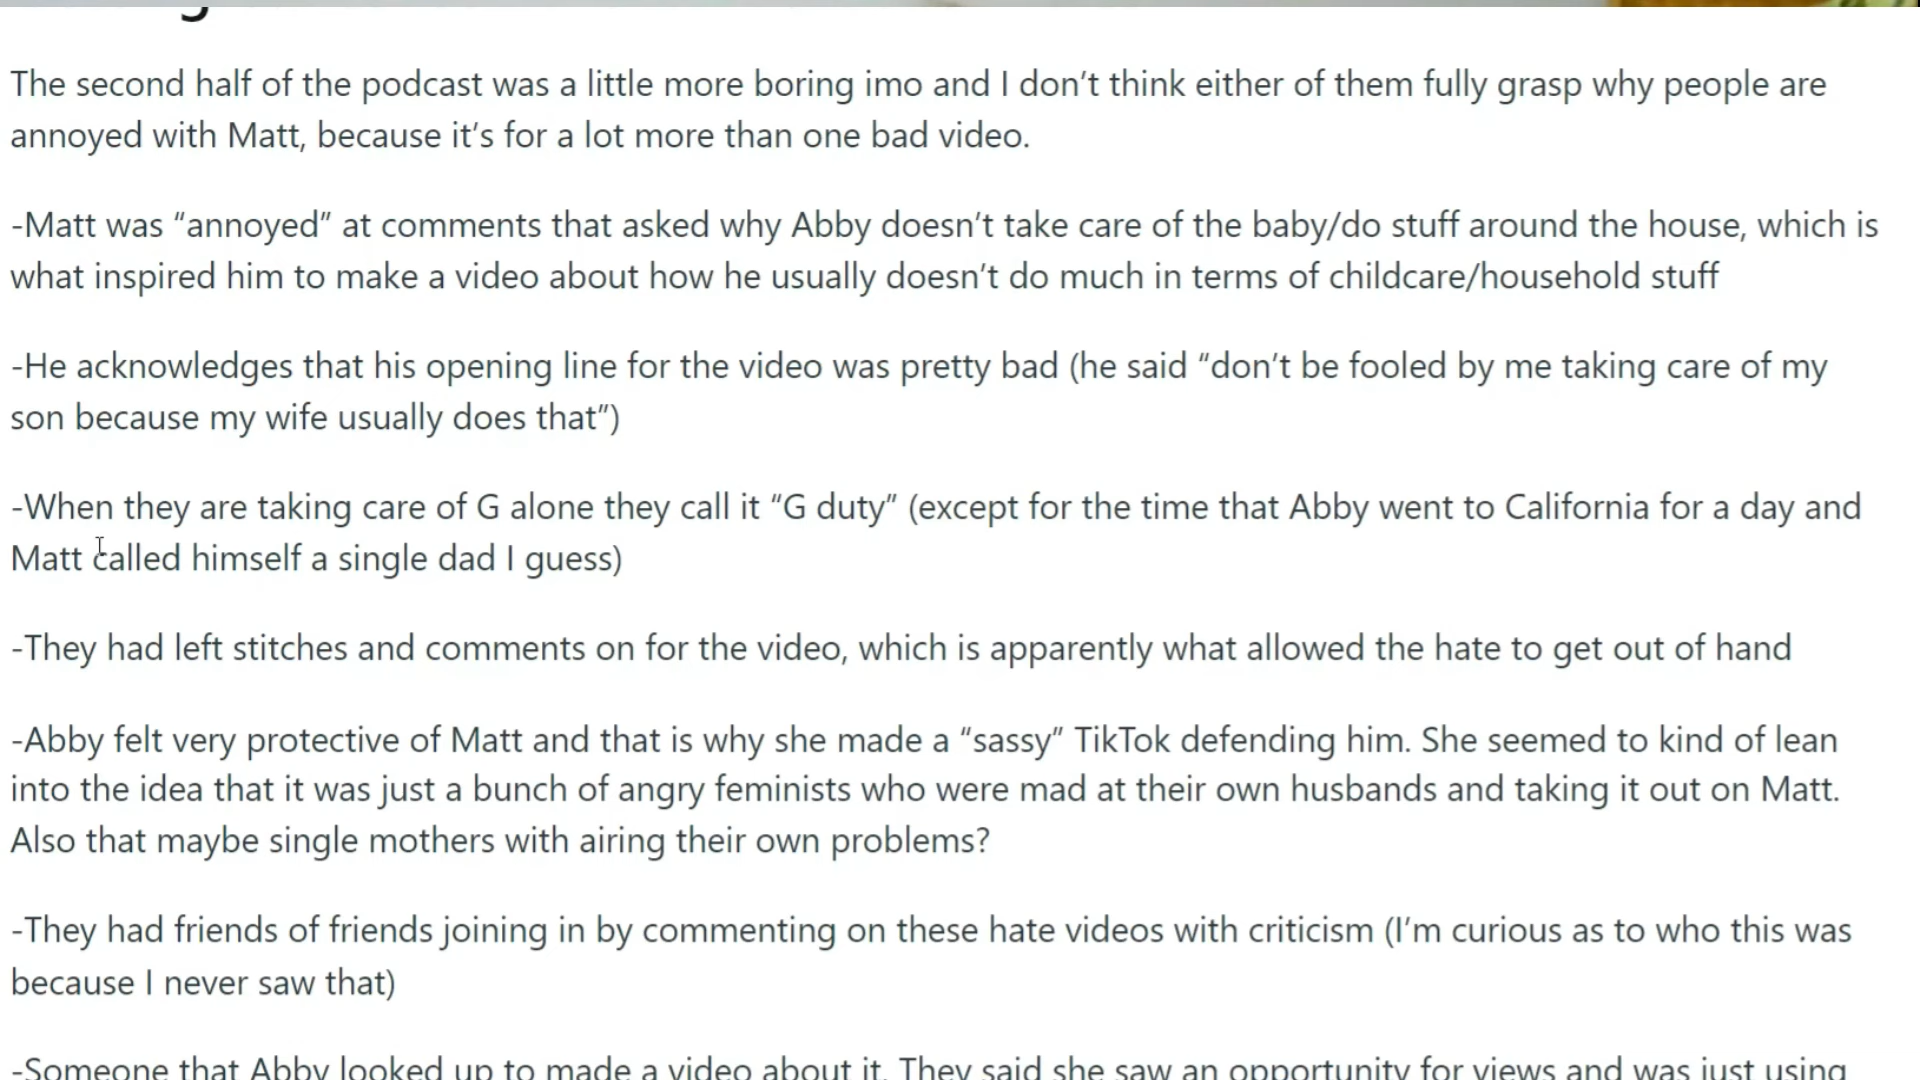 The second half of the podcast was a little more boring imo and I don’t think either of them fully grasp why people are
annoyed with Matt, because it’s for a lot more than one bad video.
-Matt was “annoyed” at comments that asked why Abby doesn’t take care of the baby/do stuff around the house, which is
what inspired him to make a video about how he usually doesn’t do much in terms of childcare/household stuff
-He acknowledges that his opening line for the video was pretty bad (he said “don’t be fooled by me taking care of my
son because my wife usually does that”)
-When they are taking care of G alone they call it “G duty” (except for the time that Abby went to California for a day and
Matt called himself a single dad I guess)
-They had left stitches and comments on for the video, which is apparently what allowed the hate to get out of hand
-Abby felt very protective of Matt and that is why she made a “sassy” TikTok defending him. She seemed to kind of lean
into the idea that it was just a bunch of angry feminists who were mad at their own husbands and taking it out on Matt.
Also that maybe single mothers with airing their own problems?
-They had friends of friends joining in by commenting on these hate videos with criticism (I’m curious as to who this was
because I never saw that)
-Someone that Abby looked up to made a video about it. They said she saw an opportunity for views and was just using